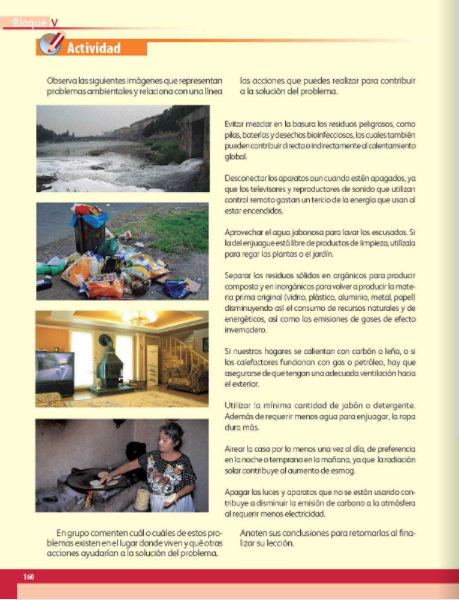 Bloque V
Actividad
Observa las siguientes imágenes que representan
problemas ambientales y relaciona con una línea
las acciones que puedes realizar para contribuir
a la solución del problema.
Evitar mezclar en la basura los residuos peligrosos, como
pilas, baterías y desechos bioinfecciosos, los cuales también
pueden contribuir directa o indirectamente al calentamiento
global.
Desconectar los aparatos aun cuando estén apagados, ya
que los televisores y reproductores de sonido que utilizan
control remoto gastan un tercio de la energía que usan al
estar encendidos.
Aprovechar el agua jabonosa para lavar los escusados. Si
la del enjuague está libre de productos de limpieza, utilízala
para regar las plantas o el jardín.
Separar los residuos sólidos en orgánicos para producir
composta y en inorgánicos para volver a producir la mate-
ria prima original (vidrio, plástico, aluminio, metal, papel)
disminuyendo así el consumo de recursos naturales y de
energéticos, así como las emisiones de gases de efecto
invernadero.
Si nuestros hogares se calientan con carbón o leña, o si
los calefactores funcionan con gas o petróleo, hay que
asegurarse de que tengan una adecuada ventilación hacia
el exterior.
Utilizar la mínima cantidad de jabón o detergente.
Además de requerir menos agua para enjuagar, la ropa
dura más.
Airear la casa por lo menos una vez al día, de preferencia
en la noche o temprano en la mañana, ya que la radiación
solar contribuye al aumento de esmog.
Apagar las luces y aparatos que no se están usando con-
tribuye a disminuir la emisión de carbono a la atmósfera
al requerir menos electricidad.
En grupo comenten cuál o cuáles de estos pro-
blemas existen en el lugar donde viven y qué otras
acciones ayudarían a la solución del problema.
Anoten sus conclusiones para retomarlas al fina-
lizar su lección.
160